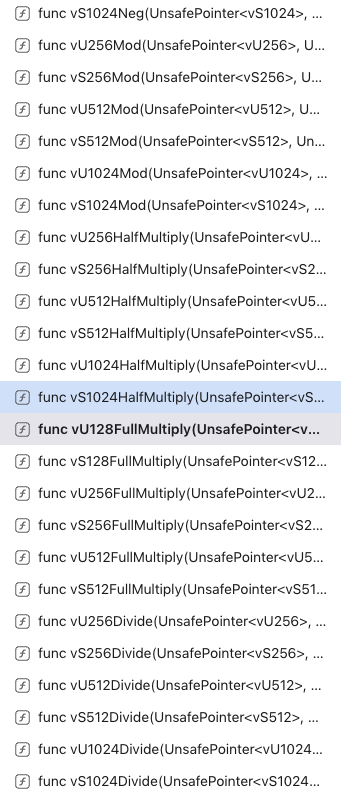 func vS1024Neg(UnsafePointer<vS1024>, ...
func vU256Mod(UnsafePointer<vU256>, U...
func vS256Mod(UnsafePointer<vS256>, U...
func vU512Mod(UnsafePointer<vU512>, U...
func vS512Mod(UnsafePointer<vS512>, Un...
func vU1024Mod(UnsafePointer<vU1024>, ...
func vS1024Mod(UnsafePointer<vS1024>, ...
func vU256HalfMultiply(UnsafePointer<vU...
func vS256HalfMultiply(UnsafePointer<vS2...
func vU512HalfMultiply(UnsafePointer<vU5...
func vS512HalfMultiply(UnsafePointer<vS5...
func vU1024HalfMultiply(UnsafePointer<vU...
func vS1024HalfMultiply(UnsafePointer<vS...
func vU128FullMultiply(UnsafePointer<v...
func vS128FullMultiply(UnsafePointer<vS12...
func vU256FullMultiply(UnsafePointer<vU2...
func vS256FullMultiply(UnsafePointer<vS2...
func vU512FullMultiply(UnsafePointer<vU5...
func vS512FullMultiply(UnsafePointer<vS51...
func vU256Divide(UnsafePointer<vU256>, ...
func vS256Divide(UnsafePointer<vS256>, ...
func vU512Divide(UnsafePointer<vU512>, ...
func vS512Divide(UnsafePointer<vS512>, ...
func vU1024Divide(UnsafePointer<vU1024...
func vS1024Divide(UnsafePointer<vS1024...